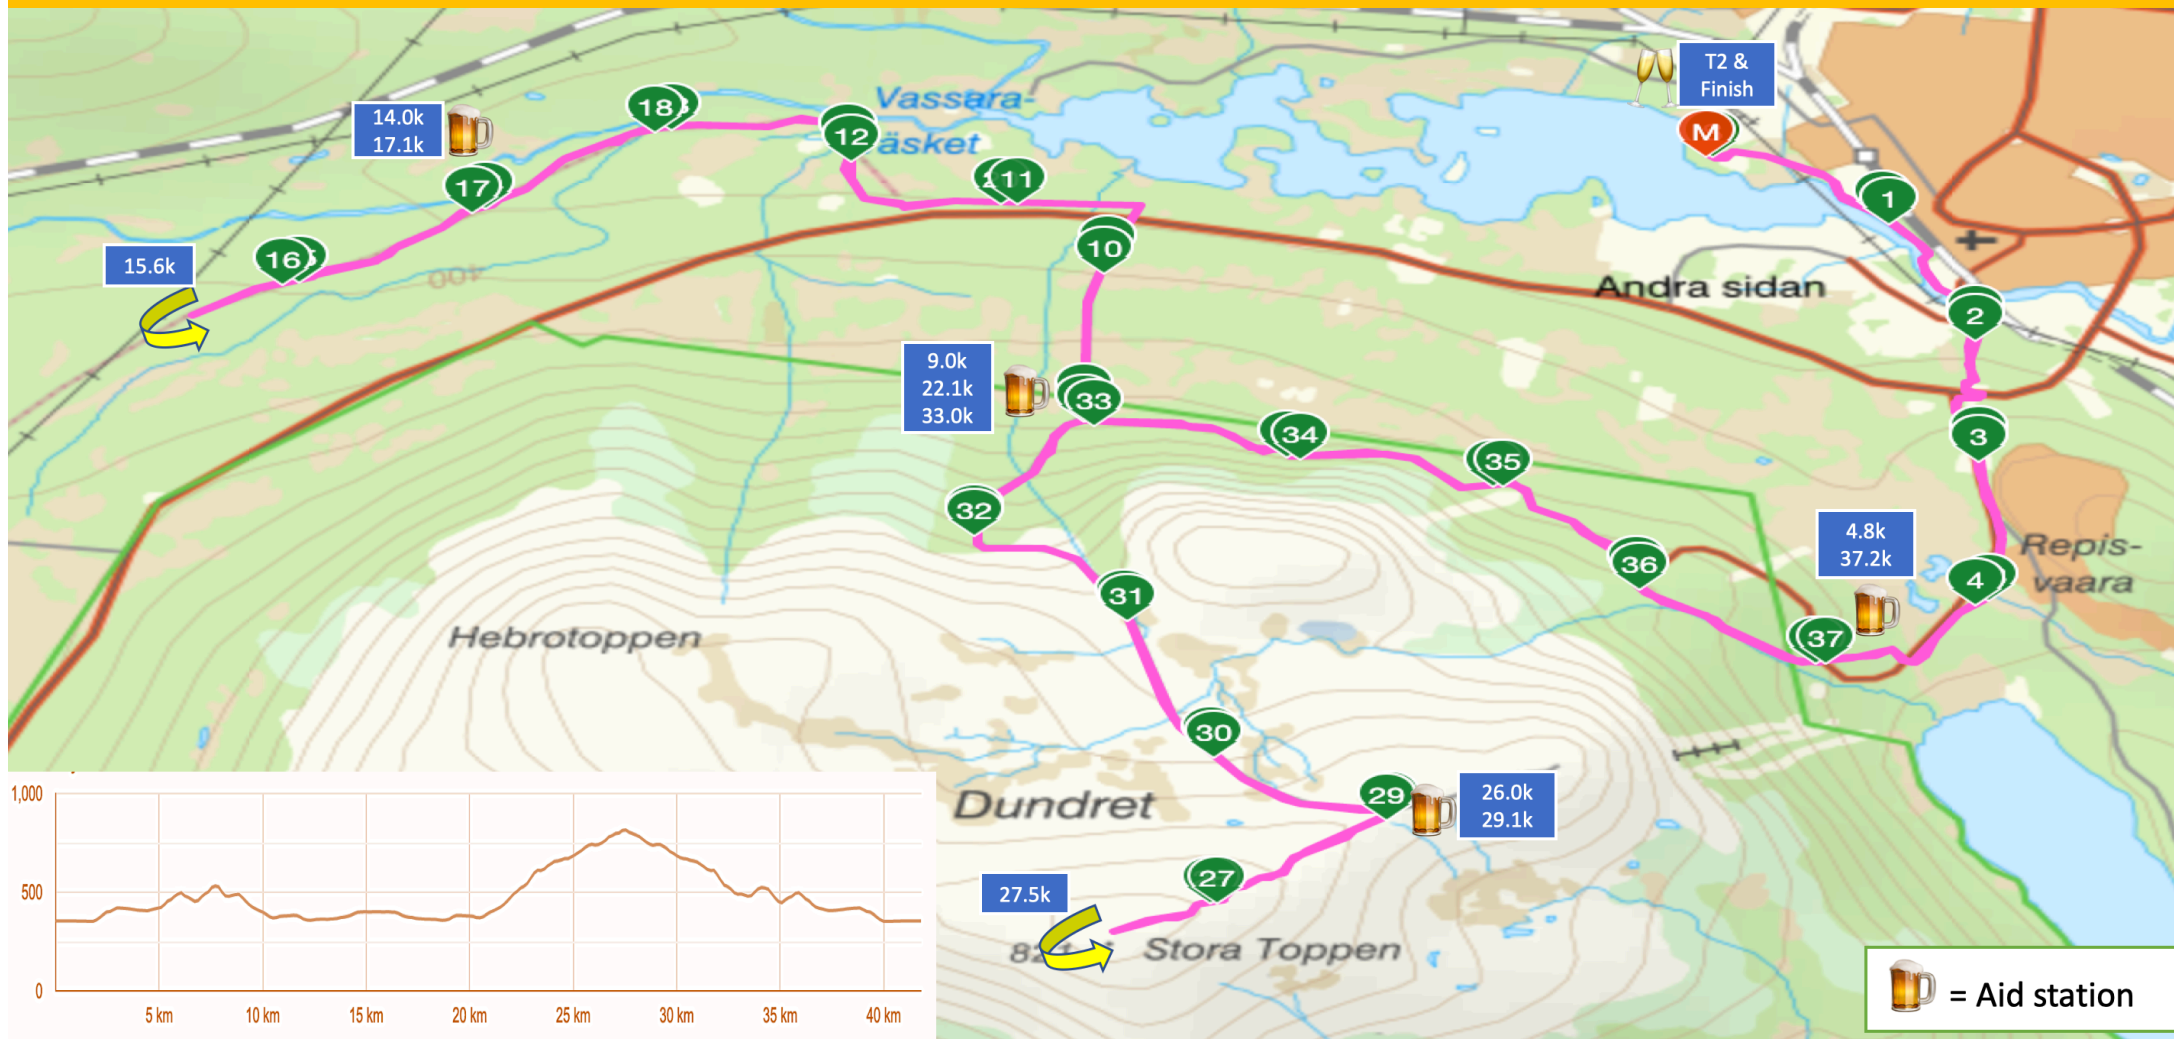 T2 &
Finish
M
Vassara-
äsket
14.0k
17.1k
18
12
11
1
17
10
16
15.6k
400
Andra sidan
2
9.0k
22.1k
33.0k
33
34
3
35
32
4.8k
37.2k
Repis-
vaara
36
4
31
37
Hebrotoppen
30
29
26.0k
29.1k
Dundret
27
27.5k
Stora Toppen
= Aid station
1,000
500
0
5 km
10 km
15 km
20 km
25 km
30 km
35 km
40 km